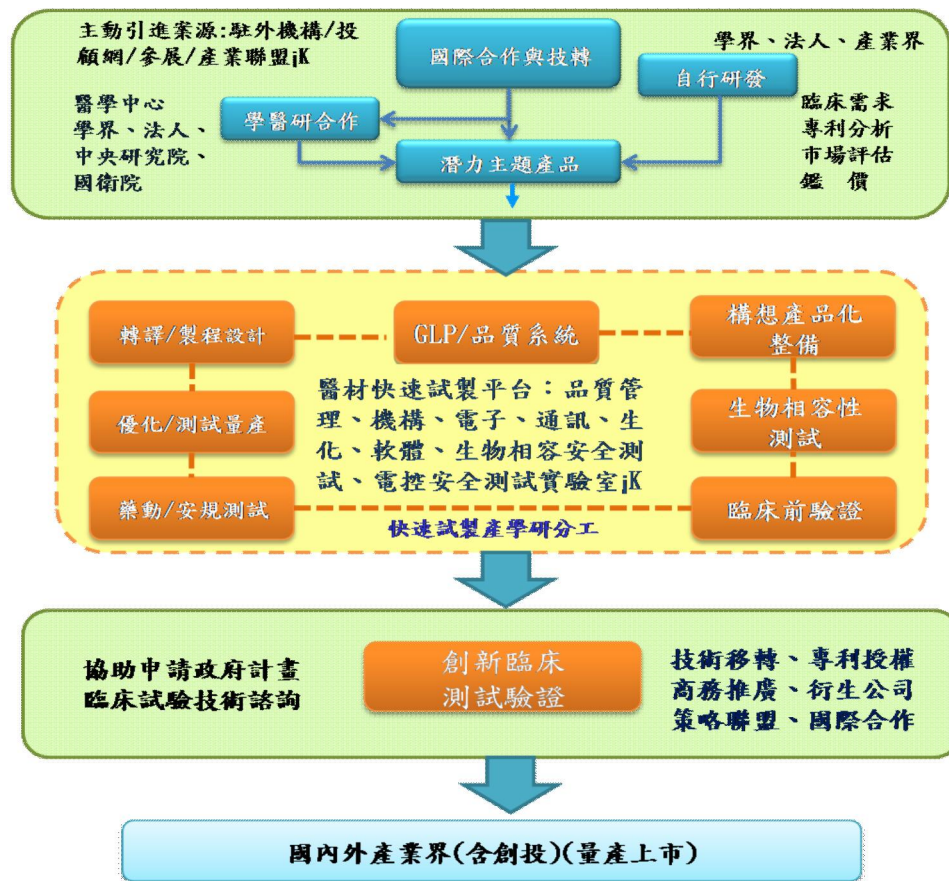 主動引進案源:駐外機構/投
顧網/參展/產業聯盟jK
國際合作與技轉
學界、法人、產業界
自行研發
醫學中心
學界、法人、
中央研究院、
國衛院
學醫研合作
臨床需求
專利分析
市場評估
鑑 價
潛力主題產品
轉譯/製程設計
GLP/品質系統
構想產品化
整備
醫材快速試製平台：品質管
理、機構、電子、通訊、生
化、軟體、生物相容安全測
試、電控安全測試實驗室jK
優化/測試量產
生物相容性
測試
藥動/安規測試
臨床前驗證
快速試製產學研分工
協助申請政府計畫
臨床試驗技術諮詢
創新臨床
測試驗證
技術移轉、專利授權
商務推廣、衍生公司
策略聯盟、國際合作
國內外產業界(含創投)(量產上市)